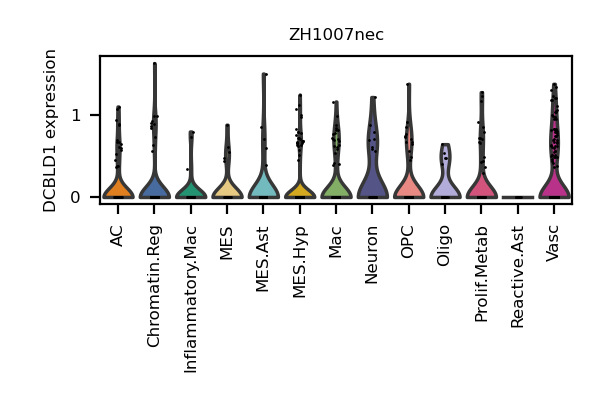 ZH1007nec
DCBLD1 expression
1
0
AC
Chromatin.Reg
Inflammatory.Mac
MES
MES.Ast
MES.Hyp
Mac
Neuron
OPC
Oligo
Prolif.Metab
Reactive.Ast
Vasc